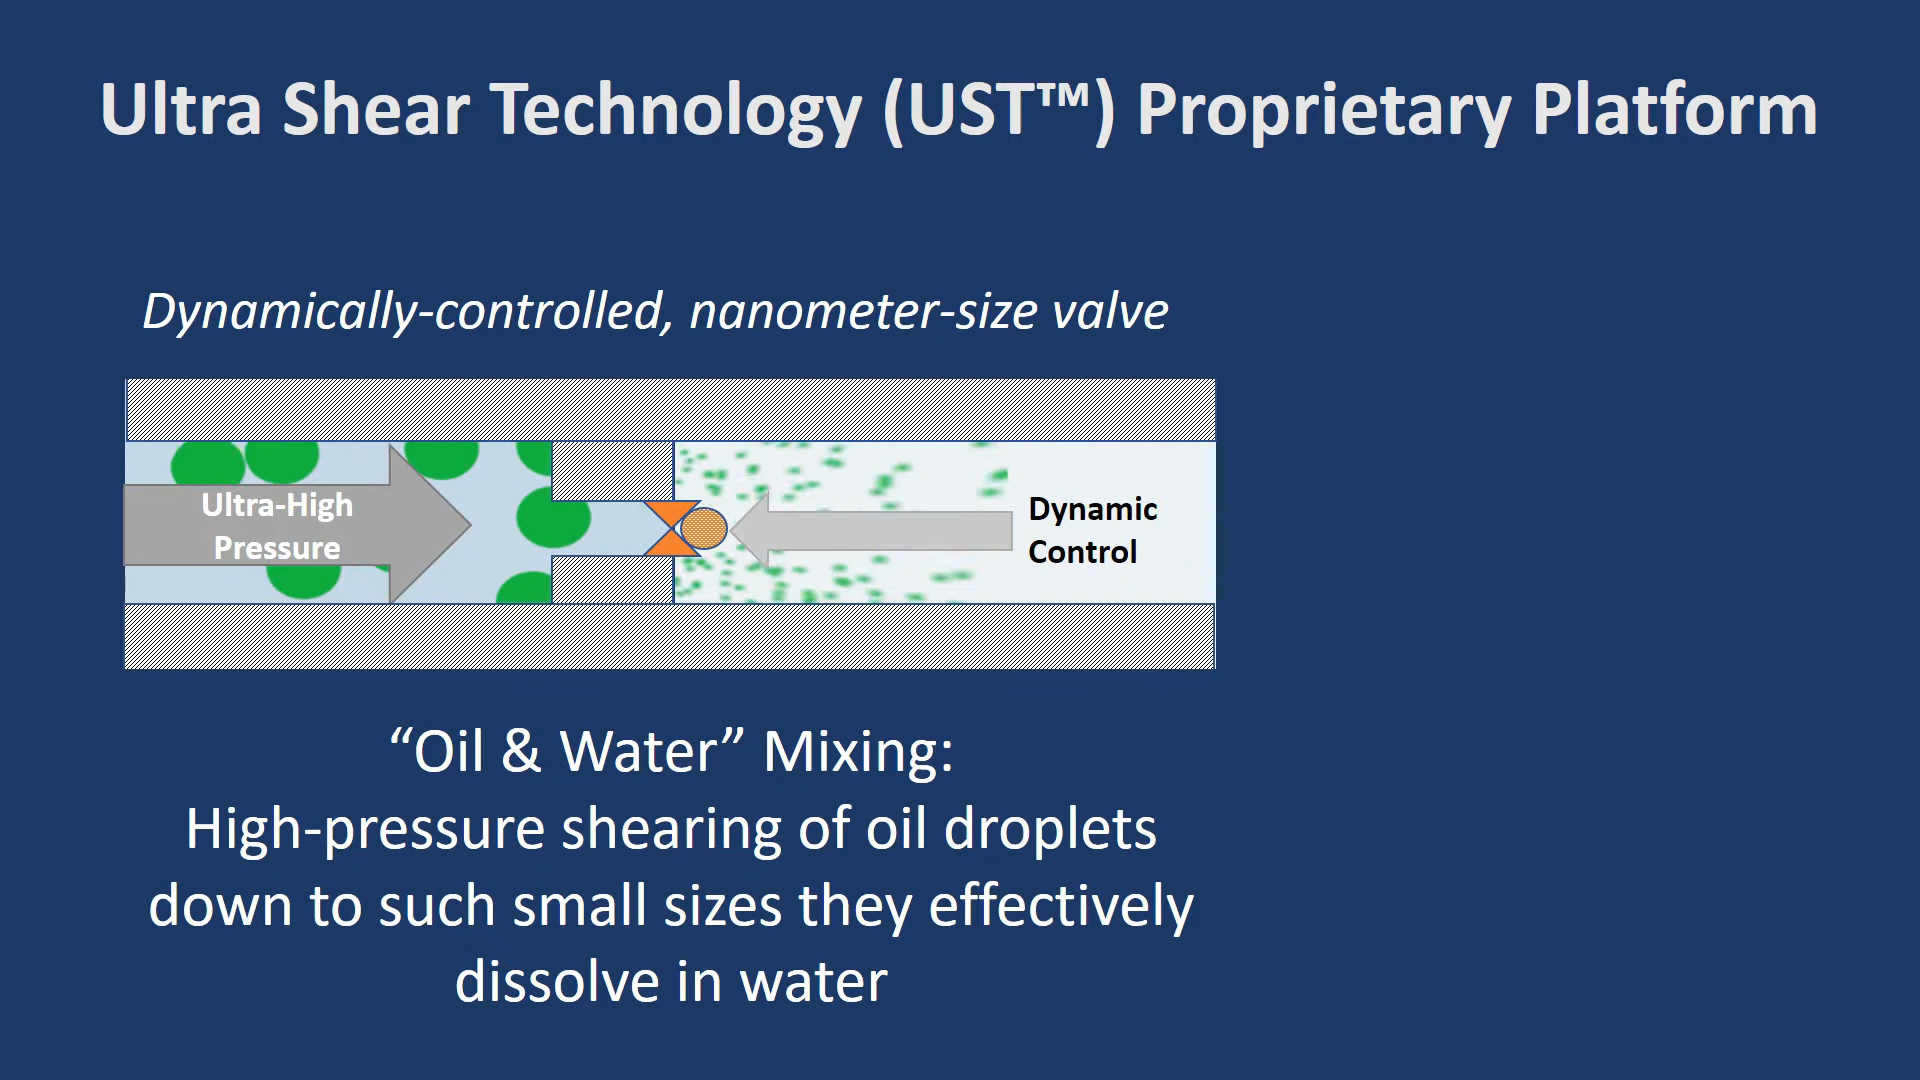 Ultra Shear Technology (UST™) Proprietary Platform
Dynamically-controlled, nanometer-size valve
Ultra-High
Pressure
Dynamic
Control
“Oil & Water” Mixing:
High-pressure shearing of oil droplets
down to such small sizes they effectively
dissolve in water